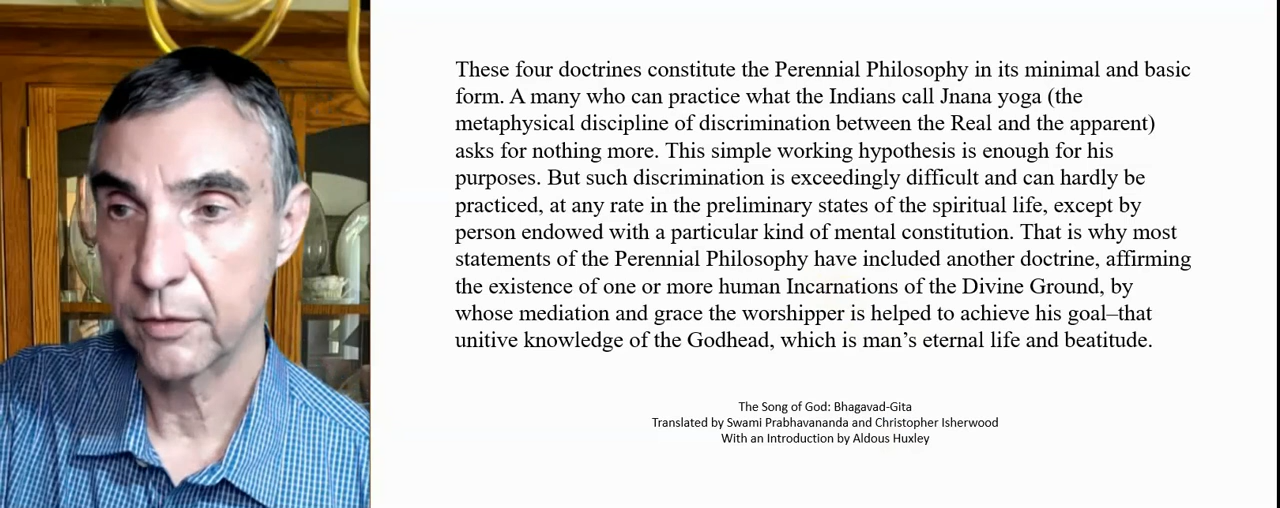 These four doctrines constitute the Perennial Philosophy in its minimal and basic
form. A many who can practice what the Indians call Jnana yoga (the
metaphysical discipline of discrimination between the Real and the apparent)
asks for nothing more. This simple working hypothesis is enough for his
purposes. But such discrimination is exceedingly difficult and can hardly be
practiced, at any rate in the preliminary states of the spiritual life, except by
person endowed with a particular kind of mental constitution. That is why most
statements of the Perennial Philosophy have included another doctrine, affirming
the existence of one or more human Incarnations of the Divine Ground, by
whose mediation and grace the worshipper is helped to achieve his goal–that
unitive knowledge of the Godhead, which is man’s eternal life and beatitude.
The Song of God: Bhagavad-Gita
Translated by Swami Prabhavananda and Christopher Isherwood
With an Introduction by Aldous Huxley